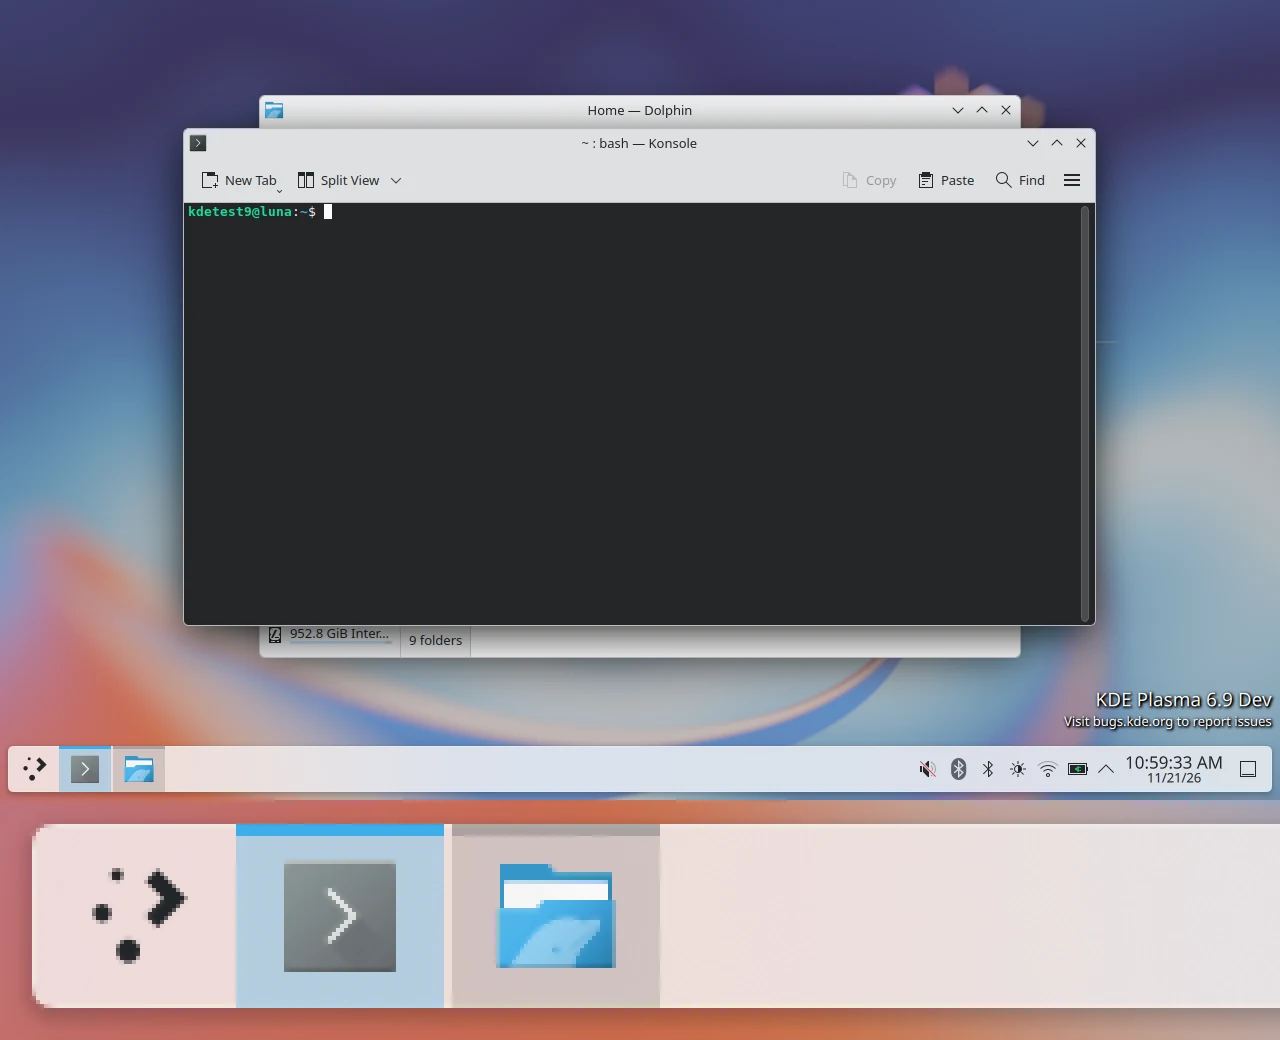 Home — Dolphin
~ : bash — Konsole
New Tab
Split View
Copy
Paste
Find
kdetest9@luna:~$
952.8 GiB Inter...
9 folders
KDE Plasma 6.9 Dev
Visit bugs.kde.org to report issues
10:59:33 AM
11/21/26